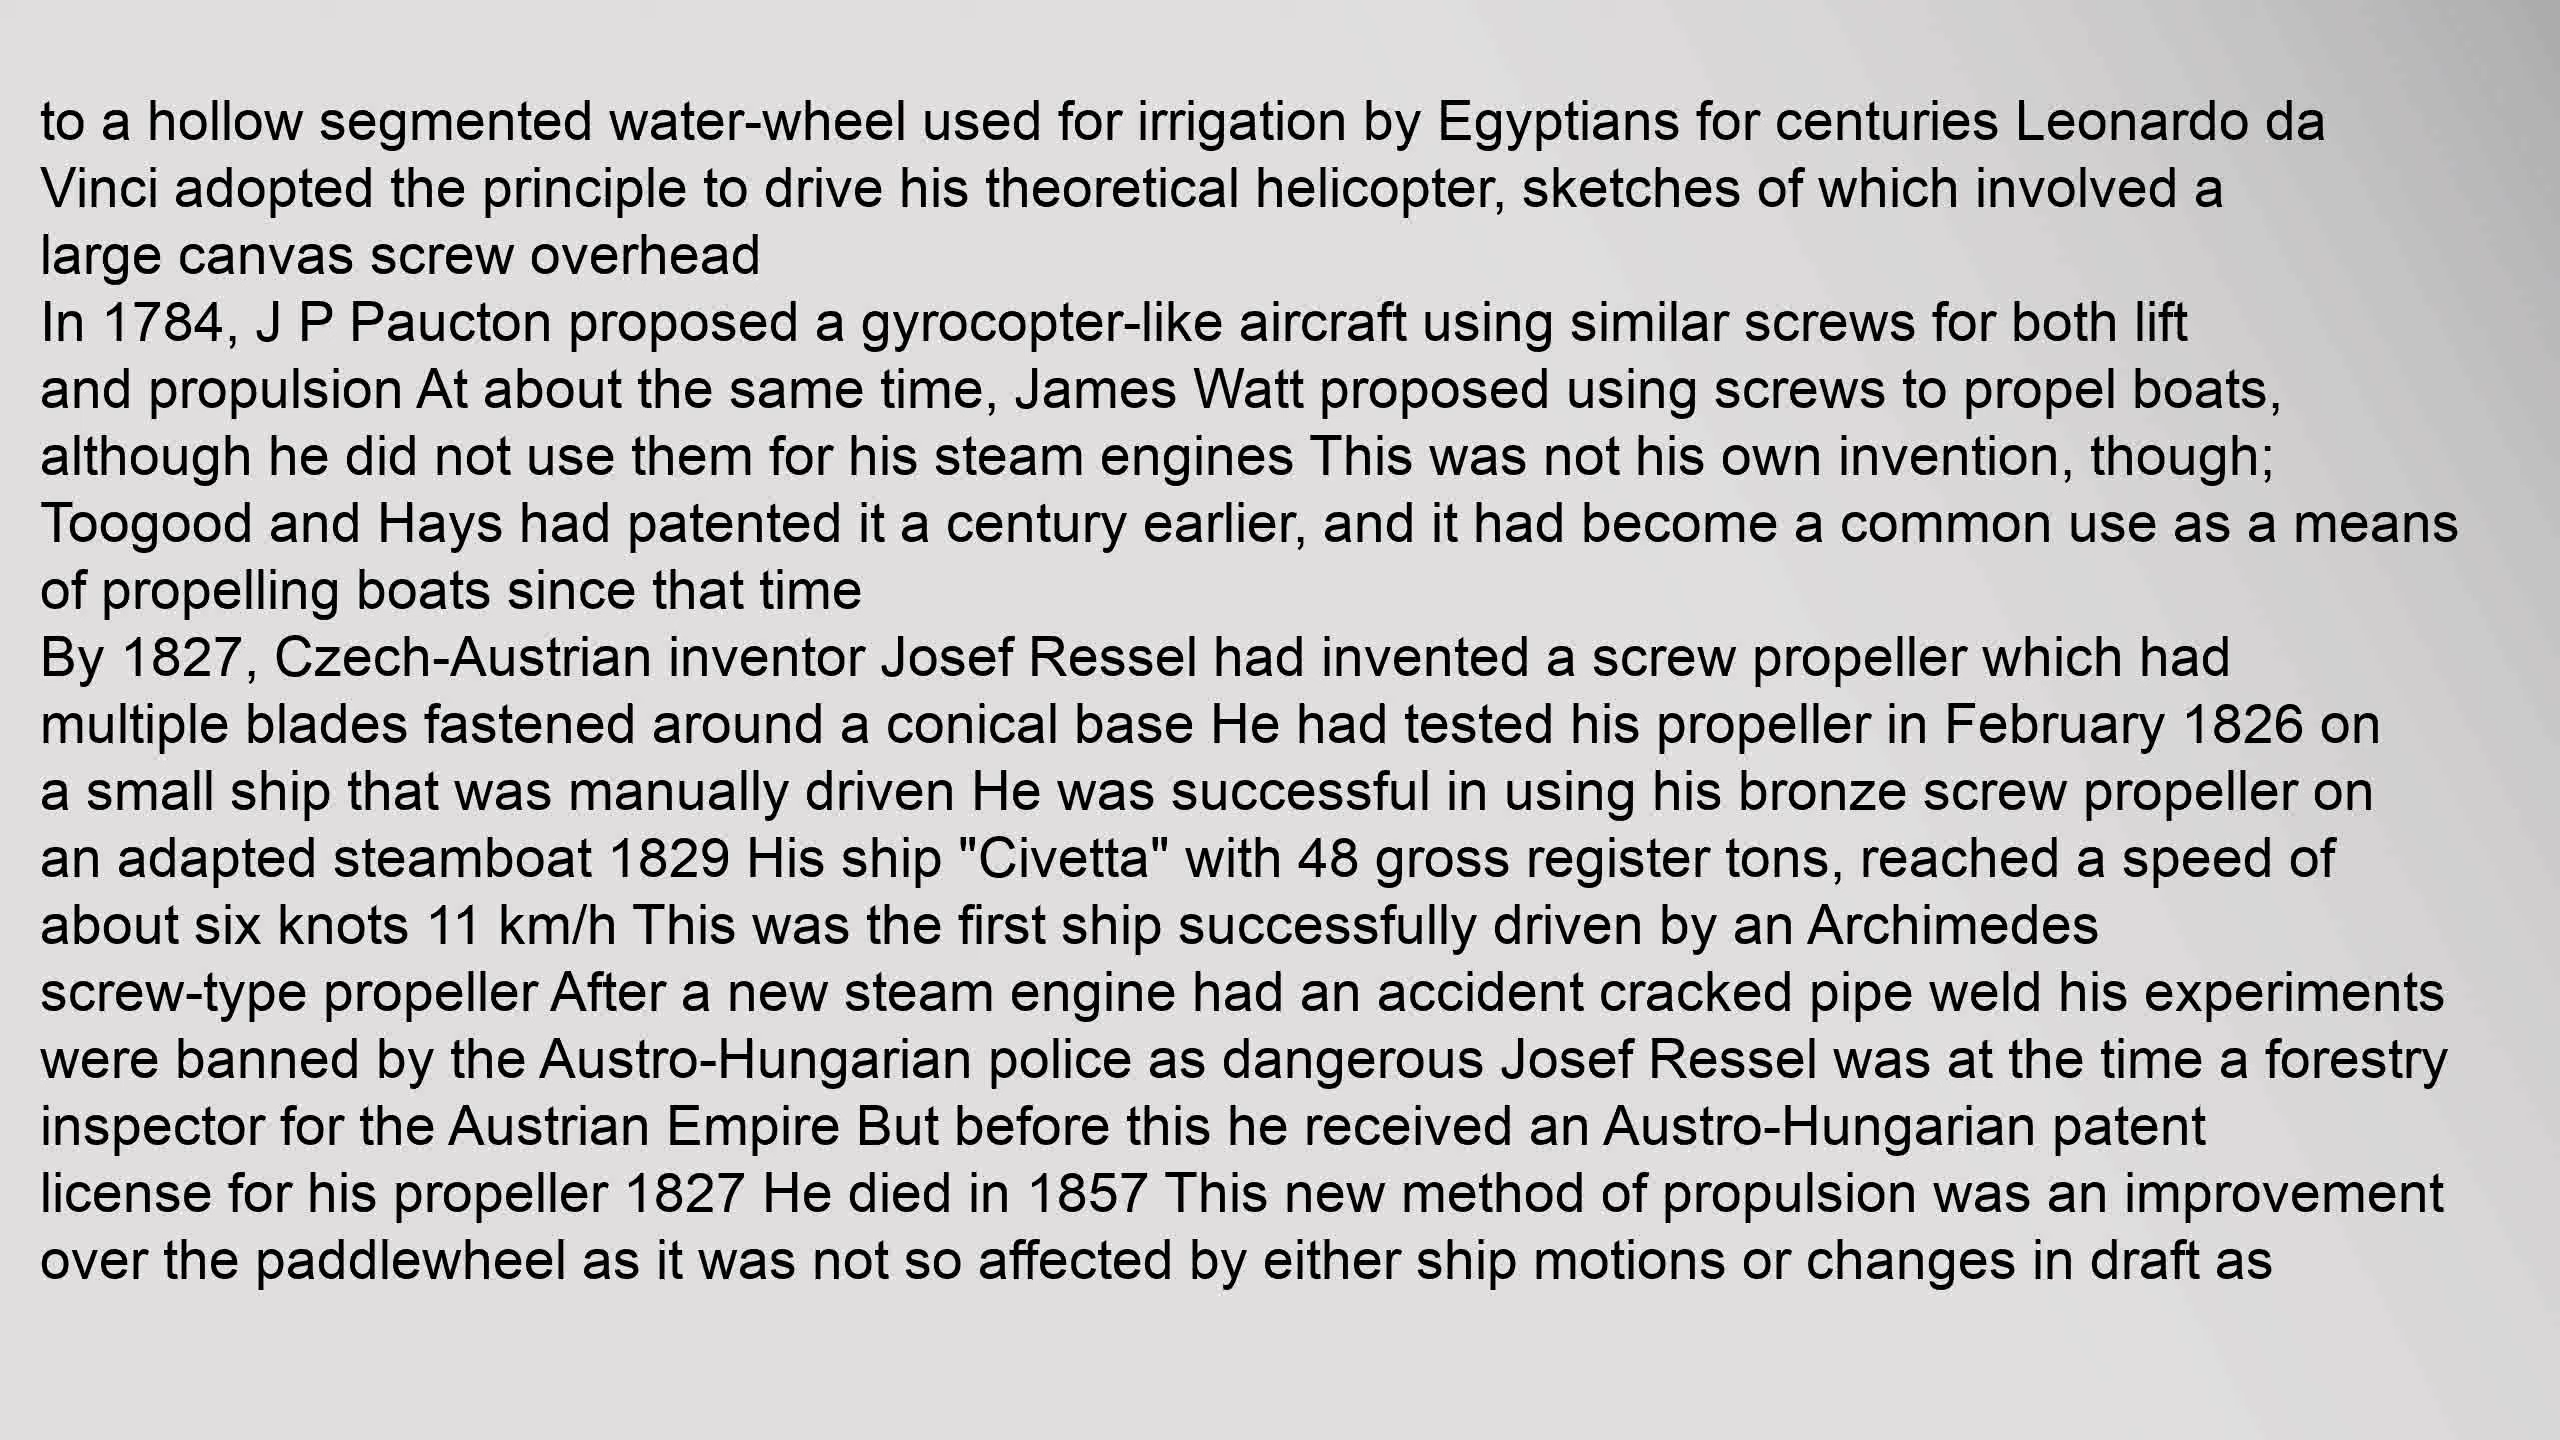 to a hollow segmented water-wheel used for irrigation by Egyptians for centuries Leonardo da
Vinci adopted the principle to drive his theoretical helicopter, sketches of which involved a
large canvas screw overhead
In 1784, J P Paucton proposed a gyrocopter-like aircraft using similar screws for both lift
and propulsion At about the same time, James Watt proposed using screws to propel boats,
although he did not use them for his steam engines This was not his own invention, though;
Toogood and Hays had patented it a century earlier, and it had become a common use as a means
of propelling boats since that time
By 1827, Czech-Austrian inventor Josef Ressel had invented a screw propeller which had
multiple blades fastened around a conical base He had tested his propeller in February 1826 on
a small ship that was manually driven He was successful in using his bronze screw propeller on
an adapted steamboat 1829 His ship "Civetta" with 48 gross register tons, reached a speed of
about six knots 11 km/h This was the first ship successfully driven by an Archimedes
screw-type propeller After a new steam engine had an accident cracked pipe weld his experiments
were banned by the Austro-Hungarian police as dangerous Josef Ressel was at the time a forestry
inspector for the Austrian Empire But before this he received an Austro-Hungarian patent
license for his propeller 1827 He died in 1857 This new method of propulsion was an improvement
over the paddlewheel as it was not so affected by either ship motions or changes in draft as